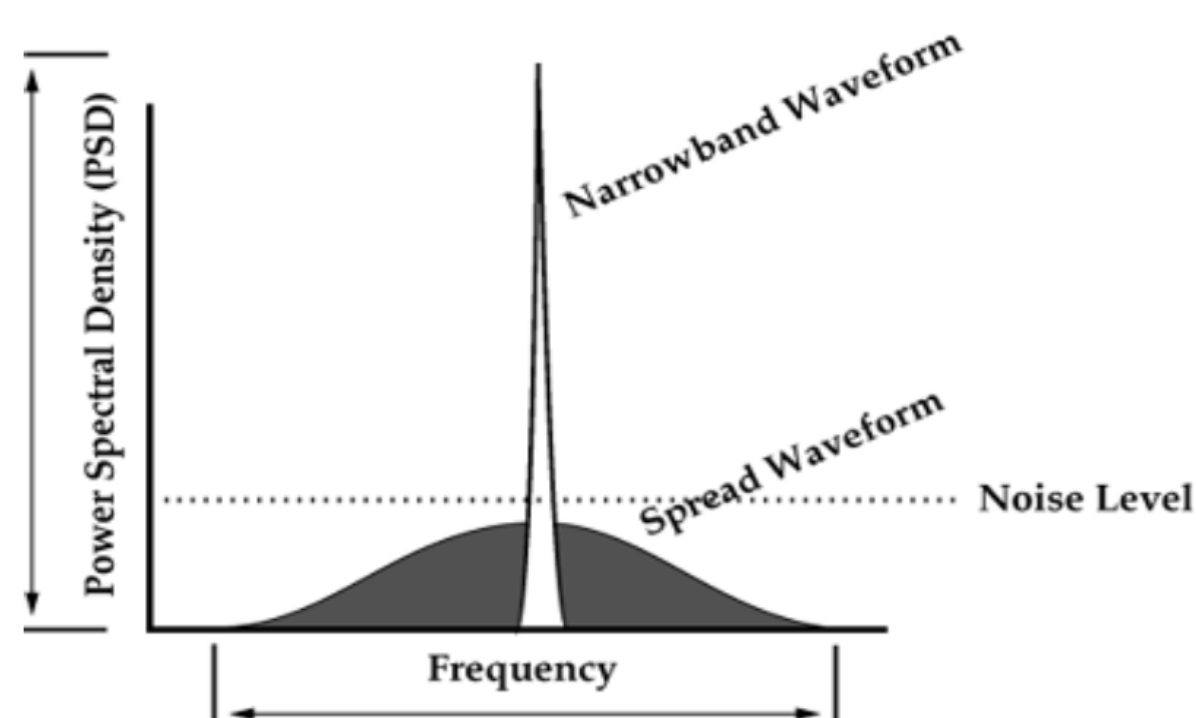 Power Spectral Density (PSD)
Narrowband Waveform
Spread Waveform
Noise Level
Frequency